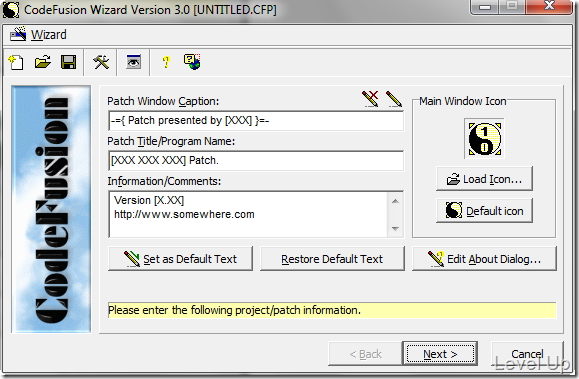 CodeFusion Wizard Version 3.0 [UNTITLED.CFP]
Wizard
CodeFusion
Patch Window Caption:
-={ Patch presented by [XXX] }=-
Patch Title/Program Name:
[XXX XXX XXX] Patch.
Information/Comments:
Version [X.XX]
http://www.somewhere.com
Main Window Icon
10
Load Icon...
Default icon
Set as Default Text
Restore Default Text
Edit About Dialog...
Please enter the following project/patch information.
< Back
Next >
Cancel
Level Up